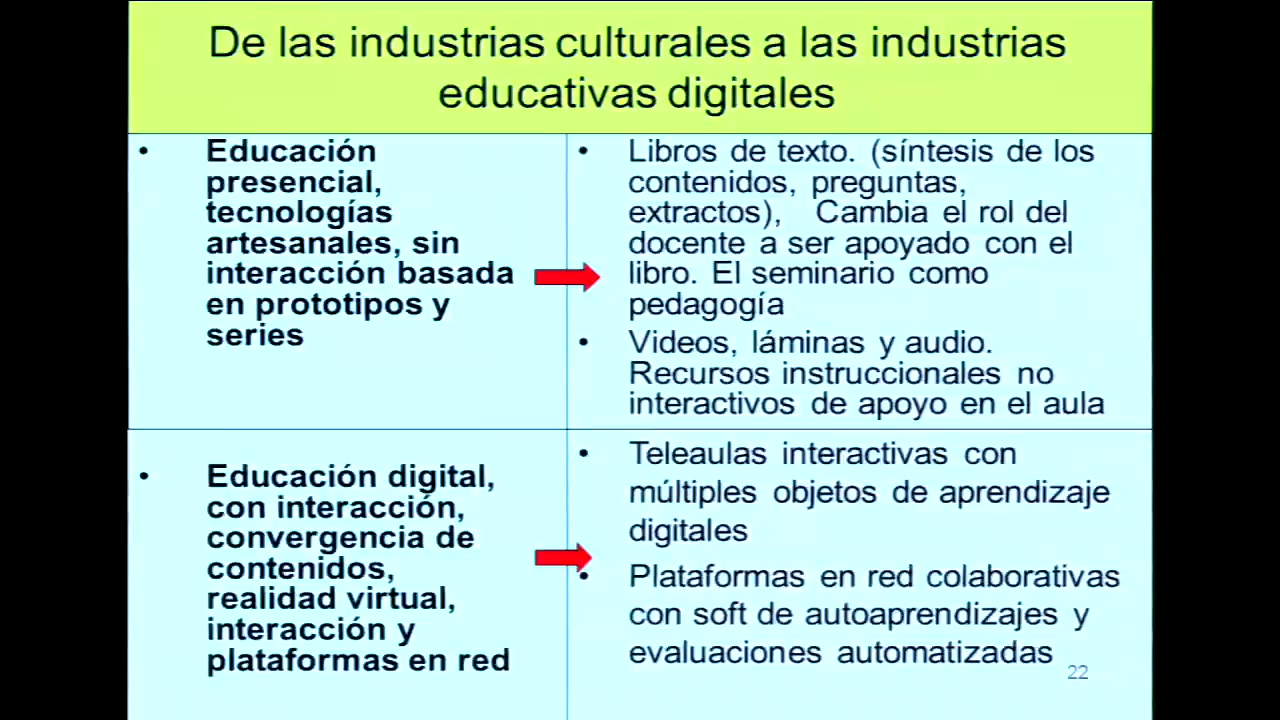 De las industrias culturales a las industrias
educativas digitales
• Educación
presencial,
tecnologías
artesanales, sin
interacción basada
en prototipos y
series
• Libros de texto. (síntesis de los
contenidos, preguntas,
extractos), Cambia el rol del
docente a ser apoyado con el
libro. El seminario como
pedagogía
• Videos, láminas y audio.
Recursos instruccionales no
interactivos de apoyo en el aula
• Educación digital,
con interacción,
convergencia de
contenidos,
realidad virtual,
interacción y
plataformas en red
• Teleaulas interactivas con
múltiples objetos de aprendizaje
digitales
• Plataformas en red colaborativas
con soft de autoaprendizajes y
evaluaciones automatizadas
22